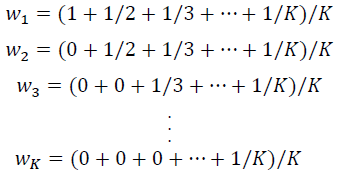 w₁ = (1 + 1/2 + 1/3 + ⋯ + 1/K)/K
w₂ = (0 + 1/2 + 1/3 + ⋯ + 1/K)/K
w₃ = (0 + 0 + 1/3 + ⋯ + 1/K)/K
⋮
w_K = (0 + 0 + 0 + ⋯ + 1/K)/K